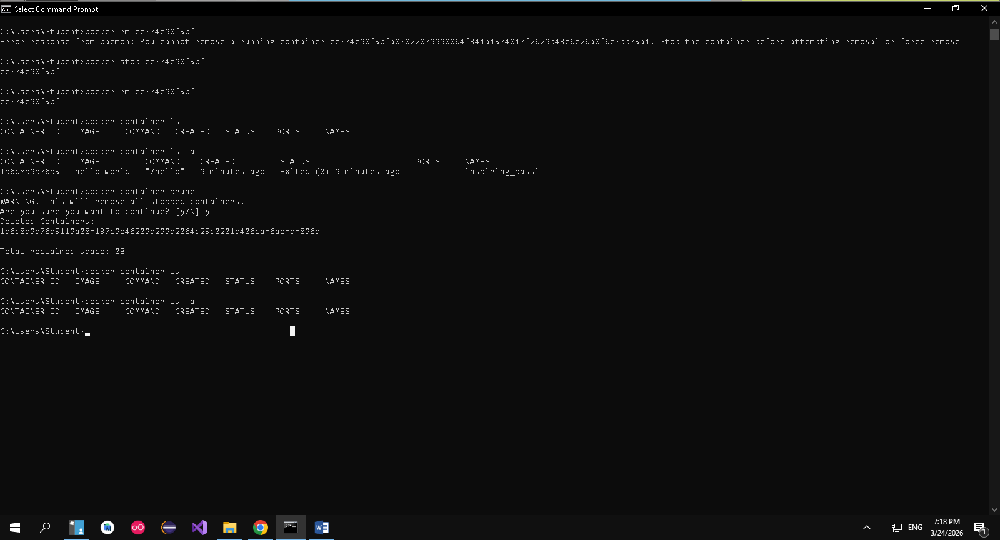 Select Command Prompt
C:\Users\Student>docker rm ec874c90f5df
Error response from daemon: You cannot remove a running container ec874c90f5dfa08022079990064f341a1574017f2629b43c6e26a0f6c8bb75a1. Stop the container before attempting removal or force remove
C:\Users\Student>docker stop ec874c90f5df
ec874c90f5df
C:\Users\Student>docker rm ec874c90f5df
ec874c90f5df
C:\Users\Student>docker container ls
CONTAINER ID   IMAGE     COMMAND   CREATED   STATUS    PORTS     NAMES
C:\Users\Student>docker container ls -a
CONTAINER ID   IMAGE         COMMAND    CREATED         STATUS                     PORTS     NAMES
1b6d8b9b76b5   hello-world   "/hello"   9 minutes ago   Exited (0) 9 minutes ago             inspiring_bassi
C:\Users\Student>docker container prune
WARNING! This will remove all stopped containers.
Are you sure you want to continue? [y/N] y
Deleted Containers:
1b6d8b9b76b5119a08f137c9e46209b299b2064d25d0201b406caf6aefbf896b
Total reclaimed space: 0B
C:\Users\Student>docker container ls
CONTAINER ID   IMAGE     COMMAND   CREATED   STATUS    PORTS     NAMES
C:\Users\Student>docker container ls -a
CONTAINER ID   IMAGE     COMMAND   CREATED   STATUS    PORTS     NAMES
C:\Users\Student>
ENG
7:18 PM
3/24/2026
1